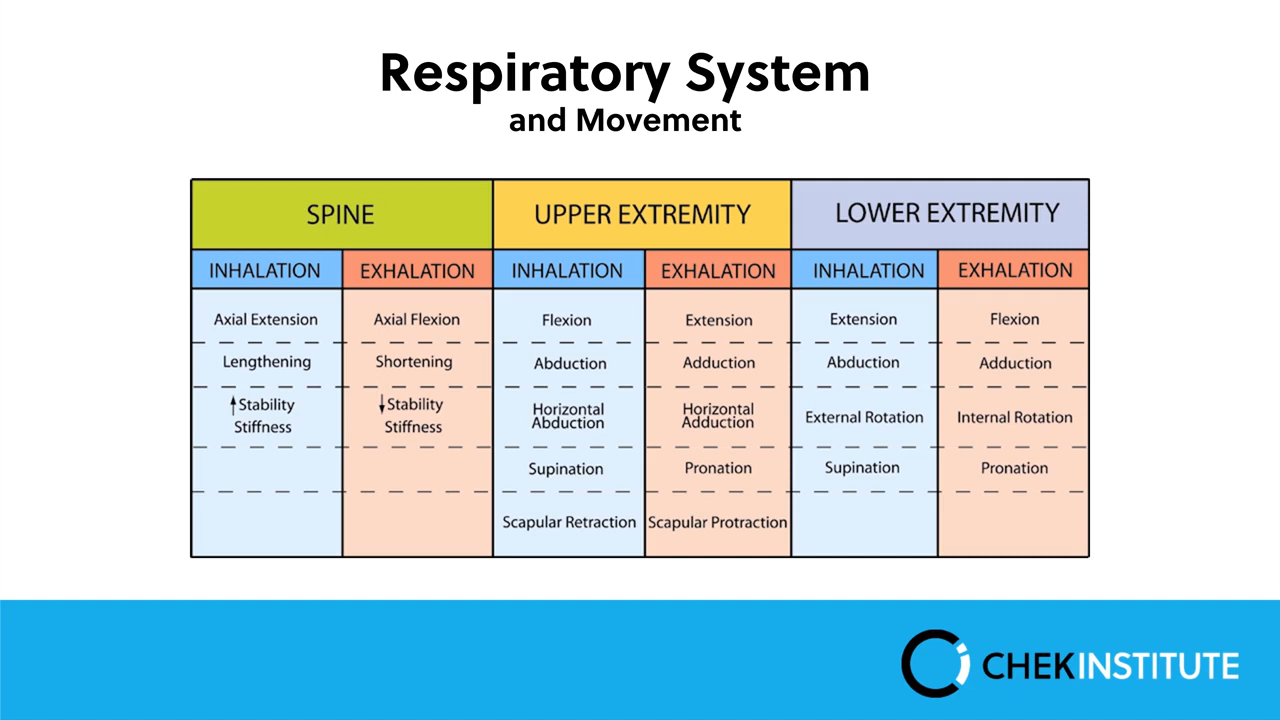 Respiratory System
and Movement
SPINE UPPER EXTREMITY LOWER EXTREMITY
INHALATION EXHALATION INHALATION EXHALATION INHALATION EXHALATION
Axial Extension Axial Flexion Flexion Extension Extension Flexion
Lengthening Shortening Abduction Adduction Abduction Adduction
↑Stability ↓Stability Horizontal Horizontal External Rotation Internal Rotation
Stiffness Stiffness Abduction Adduction
Supination Pronation Supination Pronation
Scapular Retraction Scapular Protraction
CHEKINSTITUTE